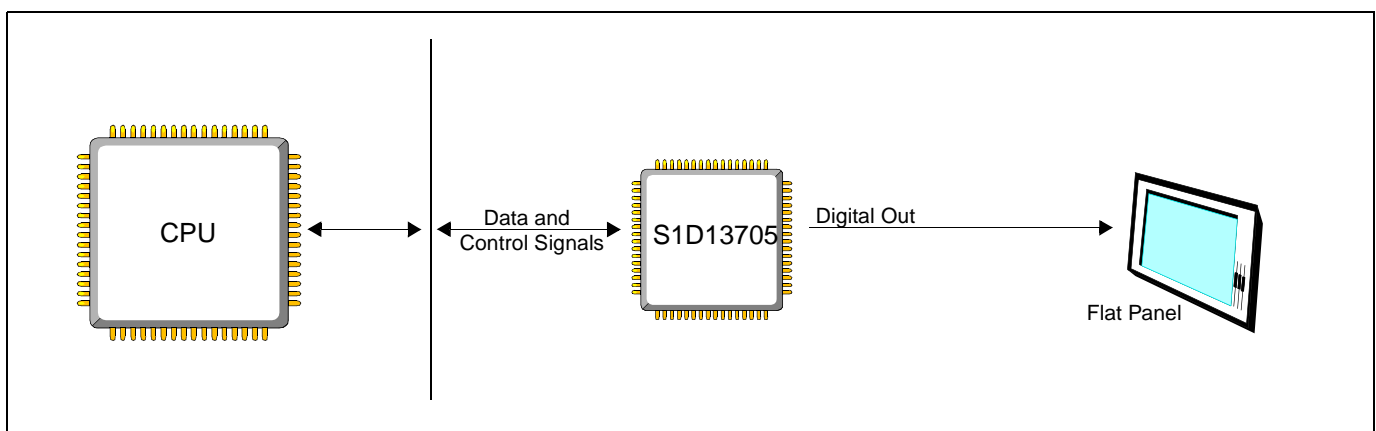 CPU
Data and
Control Signals
S1D13705
Digital Out
Flat Panel